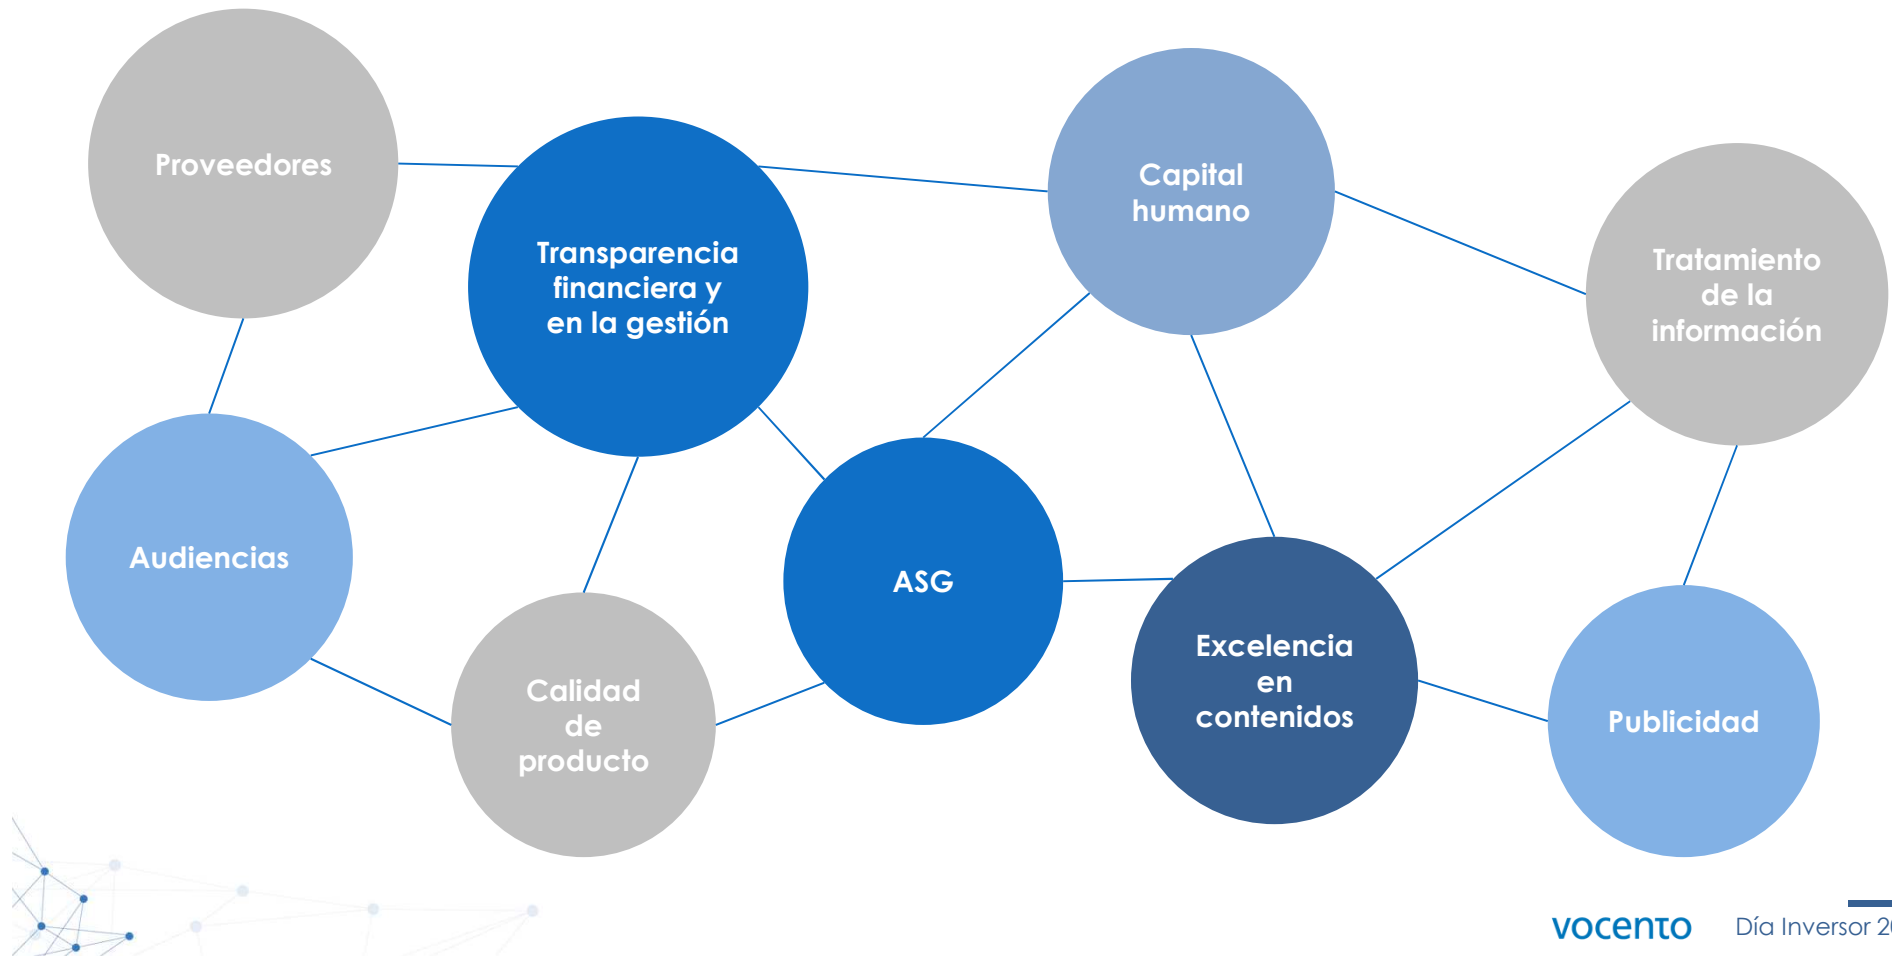 Proveedores
Transparencia
financiera y
en la gestión
Capital
humano
Tratamiento
de la
información
Audiencias
ASG
Calidad
de
producto
Excelencia
en
contenidos
Publicidad
vocento
Día Inversor